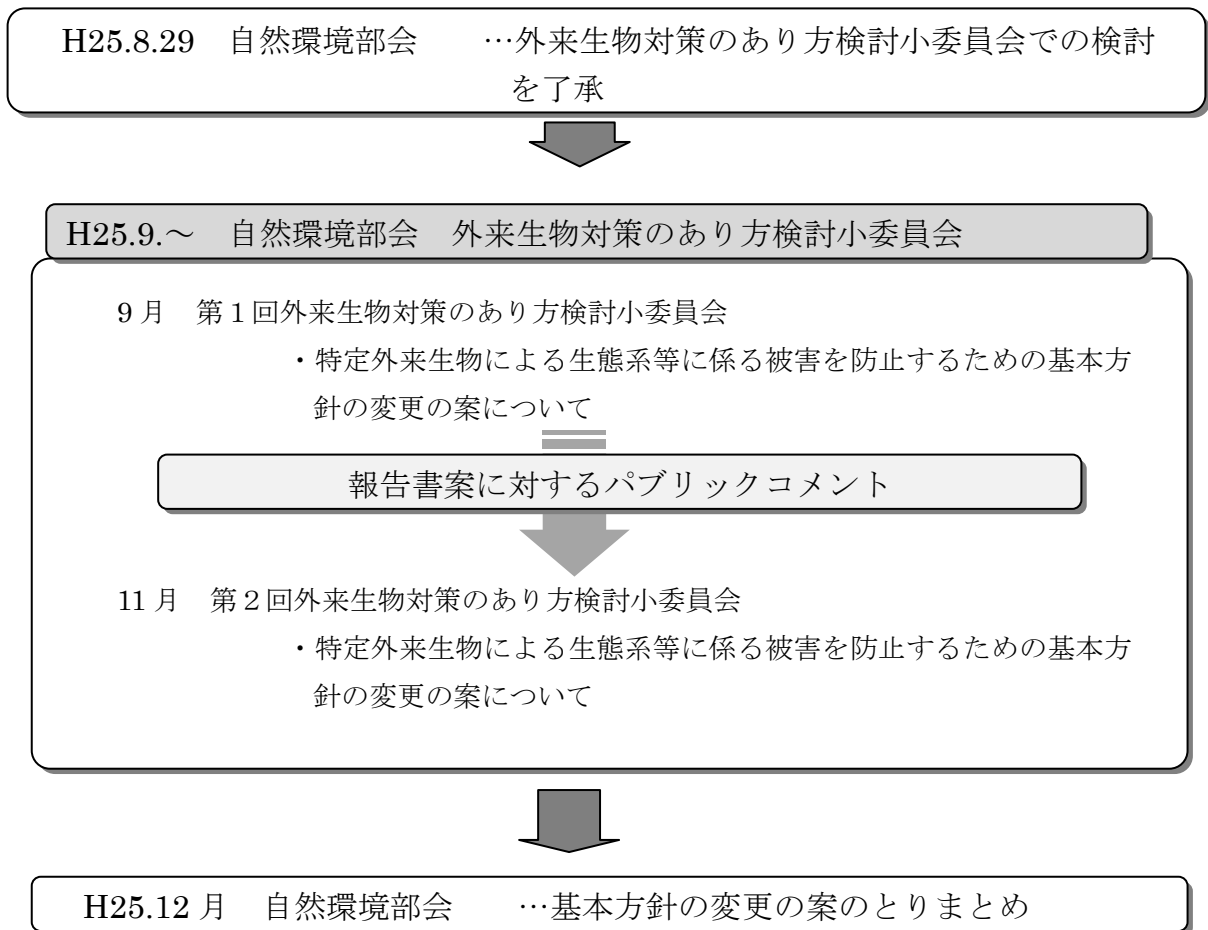 H25.8.29　自然環境部会　　…外来生物対策のあり方検討小委員会での検討
を了承
H25.9.～　自然環境部会　外来生物対策のあり方検討小委員会
9 月　第１回外来生物対策のあり方検討小委員会
・特定外来生物による生態系等に係る被害を防止するための基本方
針の変更の案について
報告書案に対するパブリックコメント
11 月　第２回外来生物対策のあり方検討小委員会
・特定外来生物による生態系等に係る被害を防止するための基本方
針の変更の案について
H25.12 月　自然環境部会　　…基本方針の変更の案のとりまとめ